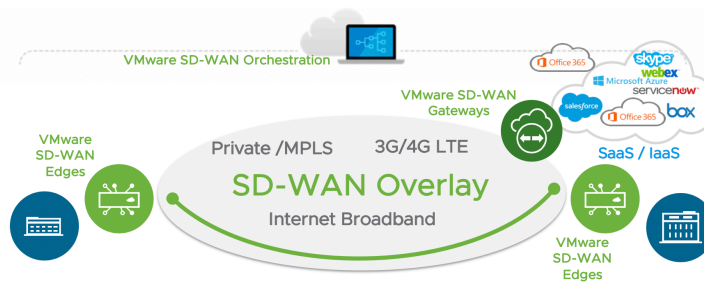 VMware SD-WAN Orchestration
Office 365
skype
webex
Microsoft Azure
servicenow
salesforce
Office 365
box
SaaS / IaaS
VMware SD-WAN
Gateways
VMware
SD-WAN
Edges
Private /MPLS
3G/4G LTE
SD-WAN Overlay
Internet Broadband
VMware
SD-WAN
Edges